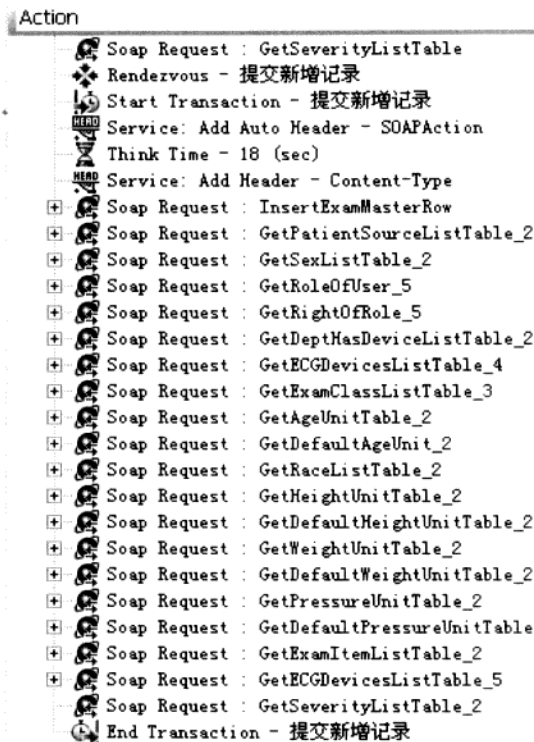 Action
Soap Request : GetSeverityListTable
Rendezvous - 提交新增记录
Start Transaction - 提交新增记录
HEAD Service: Add Auto Header - SOAPAction
Think Time - 18 (sec)
HEAD Service: Add Header - Content-Type
Soap Request : InsertExamMasterRow
Soap Request : GetPatientSourceListTable_2
Soap Request : GetSexListTable_2
Soap Request : GetRoleOfUser_5
Soap Request : GetRightOfRole_5
Soap Request : GetDeptHasDeviceListTable_2
Soap Request : GetECGDevicesListTable_4
Soap Request : GetExamClassListTable_3
Soap Request : GetAgeUnitTable_2
Soap Request : GetDefaultAgeUnit_2
Soap Request : GetRaceListTable_2
Soap Request : GetHeightUnitTable_2
Soap Request : GetDefaultHeightUnitTable_2
Soap Request : GetWeightUnitTable_2
Soap Request : GetDefaultWeightUnitTable_2
Soap Request : GetPressureUnitTable_2
Soap Request : GetDefaultPressureUnitTable
Soap Request : GetExamItemListTable_2
Soap Request : GetECGDevicesListTable_5
Soap Request : GetSeverityListTable_2
End Transaction - 提交新增记录